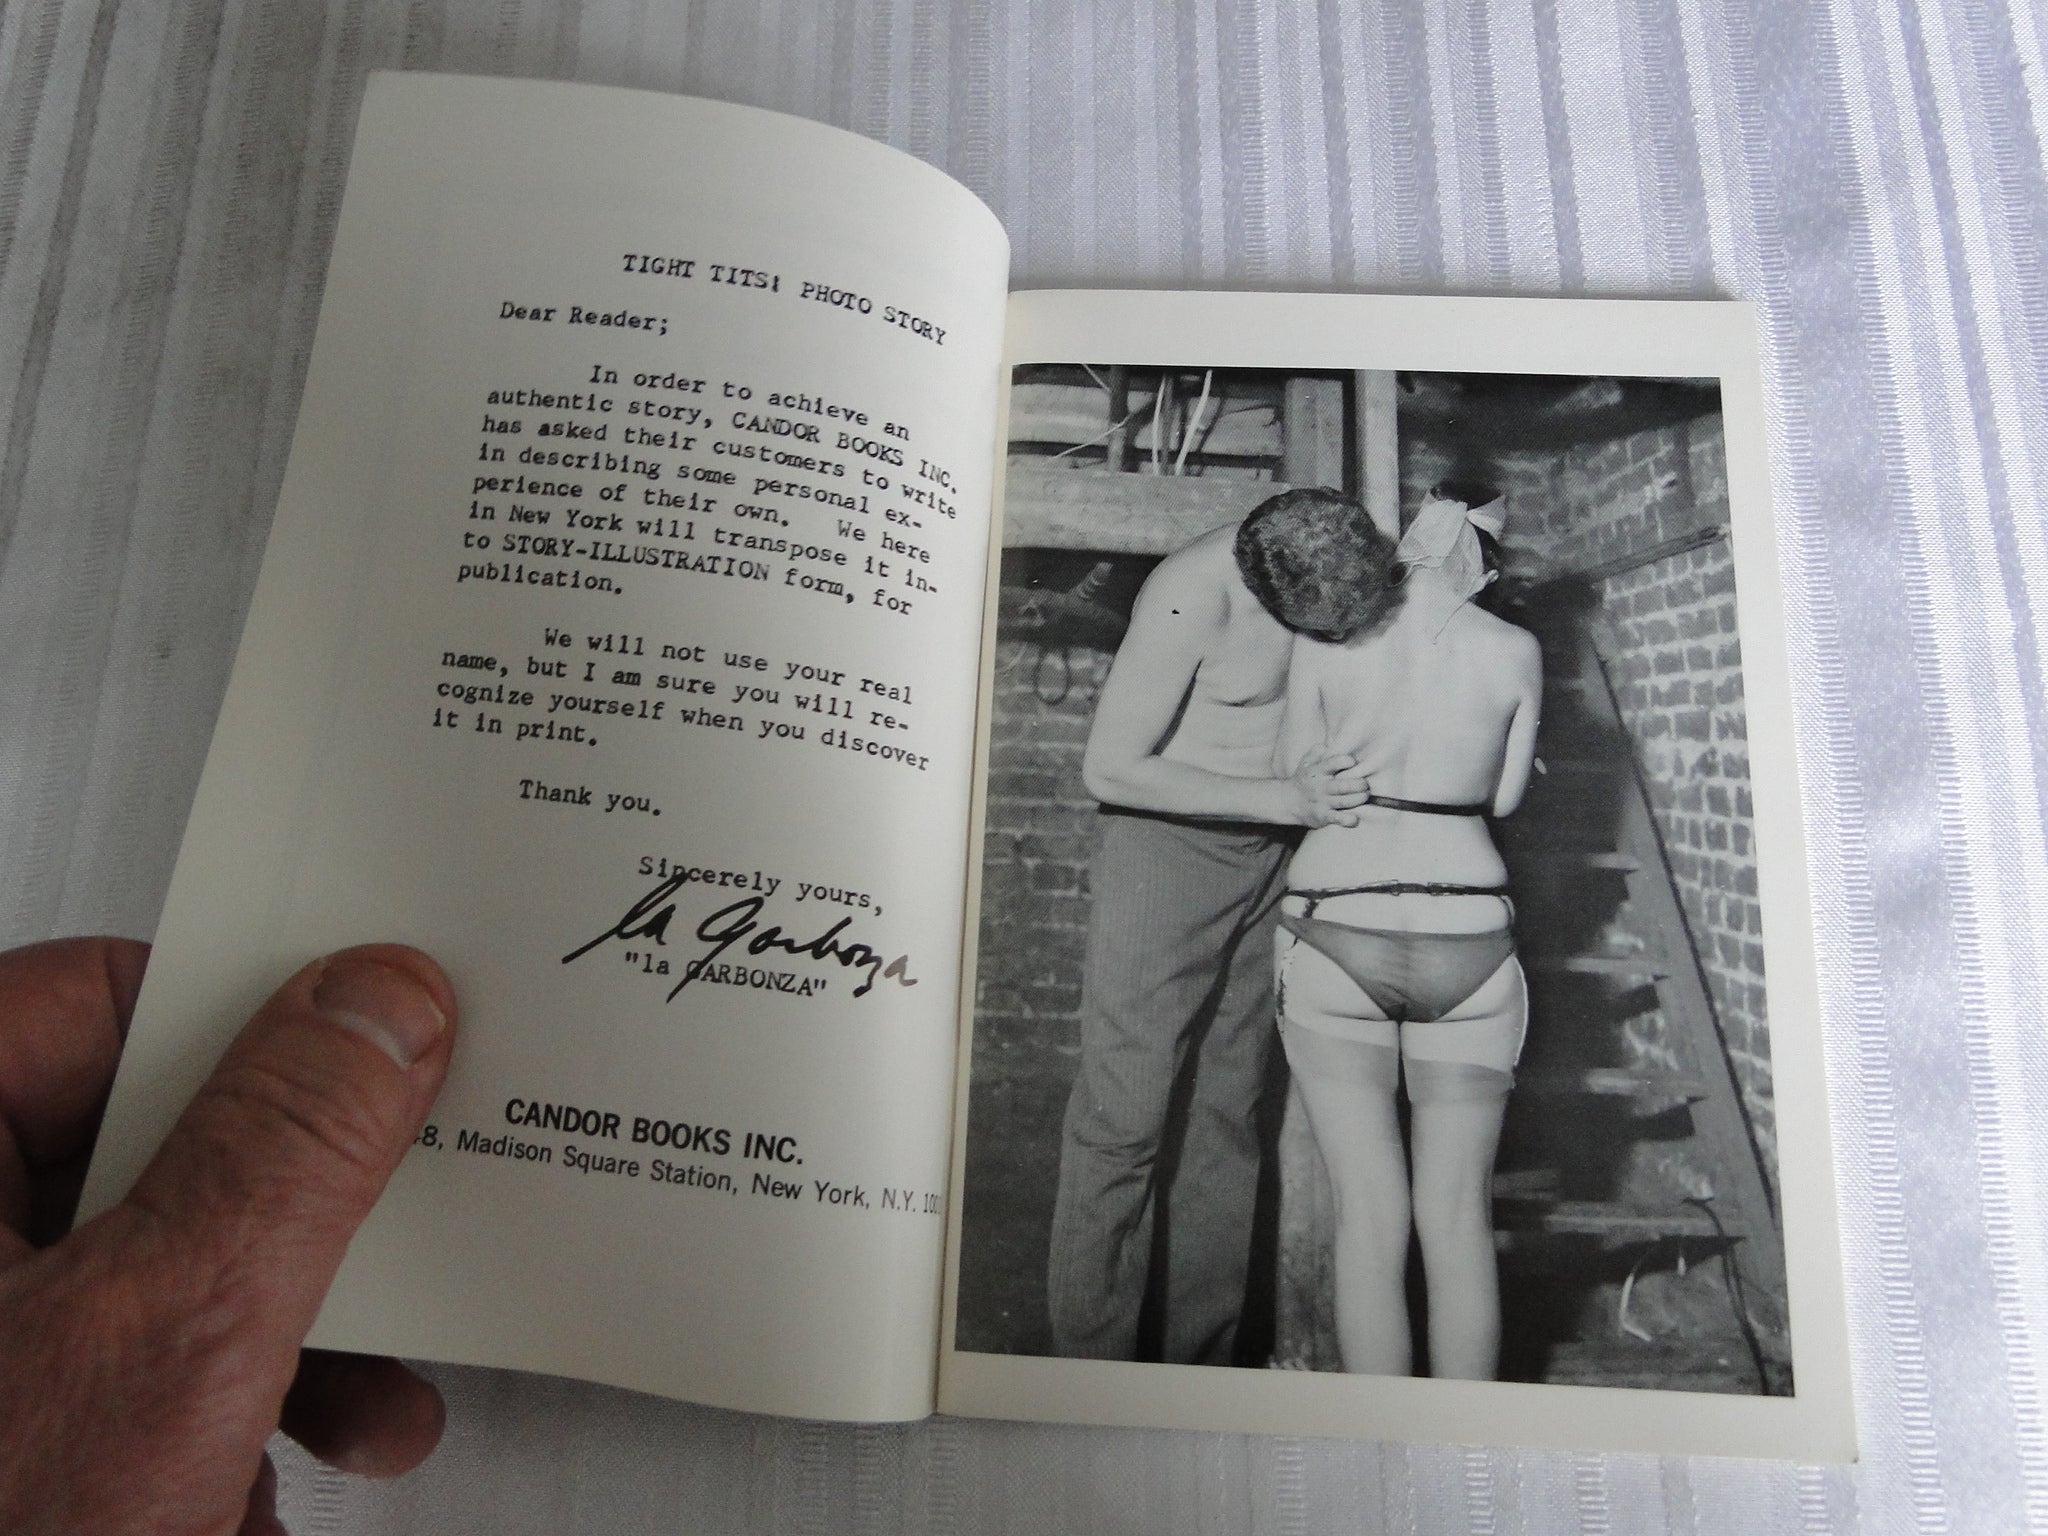 TIGHT TITS: PHOTO STORY
Dear Reader;
In order to achieve an
authentic story, CANDOR BOOKS INC.
has asked their customers to write
in describing some personal ex-
perience of their own. We here
in New York will transpose it in-
to STORY-ILLUSTRATION form, for
publication.
We will not use your real
name, but I am sure you will re-
cognize yourself when you discover
it in print.
Thank you.
Sincerely yours,
la Garbonza
"la GARBONZA"
CANDOR BOOKS INC.
48, Madison Square Station, New York, N.Y.